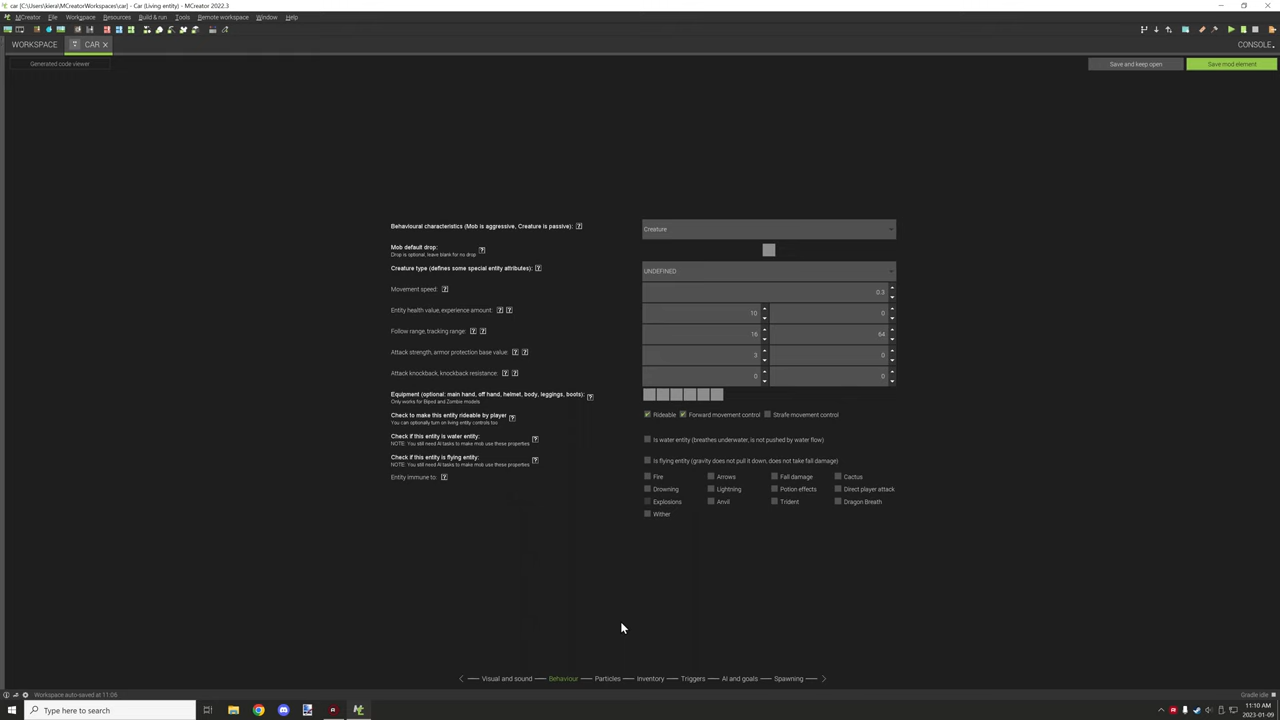 car [C:\Users\kiera\MCreatorWorkspaces\car] - Car (Living entity) - MCreator 2022.3
MCreator File Workspace Resources Build & run Tools Remote workspace Window Help
WORKSPACE CAR CONSOLE
Generated code viewer Save and keep open Save mod element
Behavioural characteristics (Mob is aggressive, Creature is passive): ? Creature
Mob default drop: ?
Drop is optional, leave blank for no drop
Creature type (defines some special entity attributes): ? UNDEFINED
Movement speed: ? 0.3
Entity health value, experience amount: ? ? 10 0
Follow range, tracking range: ? ? 16 64
Attack strength, armor protection base value: ? ? 3 0
Attack knockback, knockback resistance: ? ? 0 0
Equipment (optional: main hand, off hand, helmet, body, leggings, boots): ?
Only works for Biped and Zombie models
Check to make this entity rideable by player ? Rideable Forward movement control Strafe movement control
You can optionally turn on living entity controls too
Check if this entity is water entity: ? Is water entity (breathes underwater, is not pushed by water flow)
NOTE: You still need AI tasks to make mob use these properties
Check if this entity is flying entity: ? Is flying entity (gravity does not pull it down, does not take fall damage)
NOTE: You still need AI tasks to make mob use these properties
Entity immune to: ? Fire Arrows Fall damage Cactus
Drowning Lightning Potion effects Direct player attack
Explosions Anvil Trident Dragon Breath
Wither
Visual and sound Behaviour Particles Inventory Triggers AI and goals Spawning
Workspace auto-saved at 11:06 Gradle idle
Type here to search 11:10 AM
2023-01-09